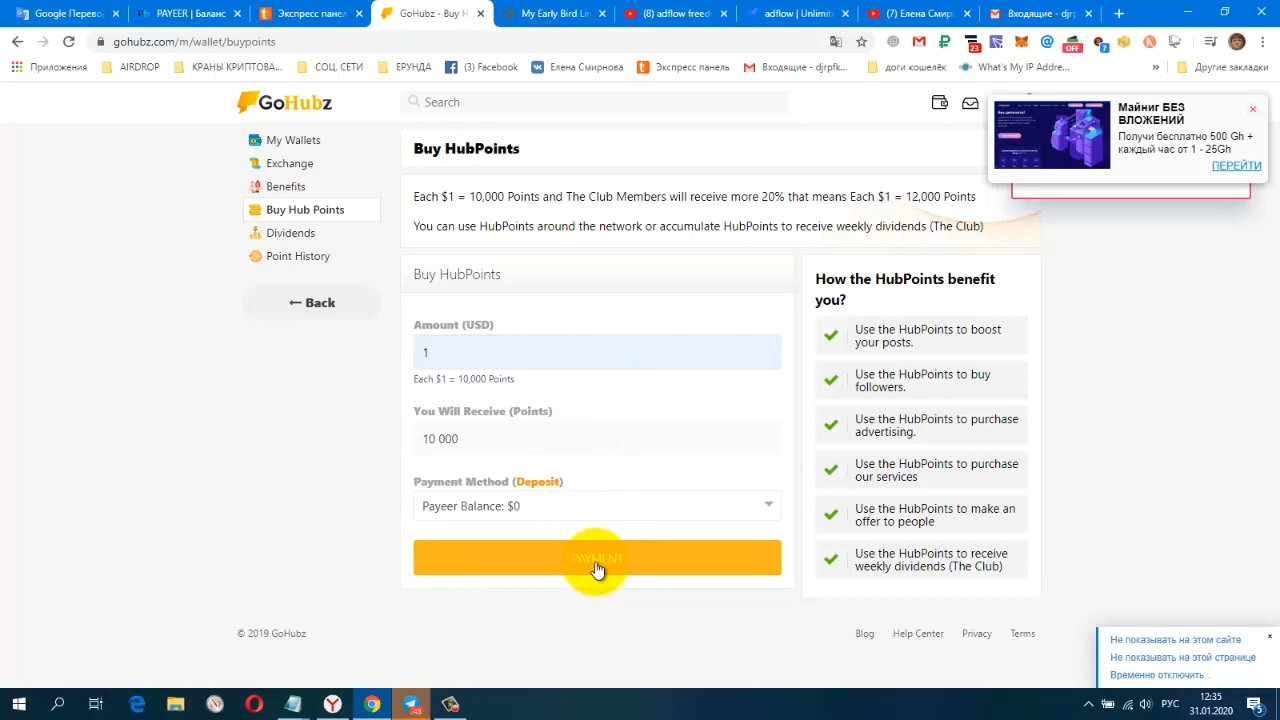 Google Перево
PAYEER | Баланс
Экспресс панель
GoHubz - Buy H
My Early Bird Lis
(8) adflow freed
adflow | Unlimite
(7) Елена Смир
Входящие - djrp
gohubz.com/m/wallet/buypoints
23
OFF
7
Приложения
AIRDROP
КРАНЫ КРИПТОВА...
СОЦ. СЕТИ
ЕРУНДА
(3) Facebook
Елена Смирнова
Экспресс панель
Входящие - djrpfk...
доги кошелёк
What's My IP Addre...
»
Другие закладки
GoHubz
Search
Майниг БЕЗ
ВЛОЖЕНИЙ
Получи бесплатно 500 Gh +
каждый час от 1 - 25Gh
ПЕРЕЙТИ
My Wallets
Exchange
Benefits
Buy Hub Points
Dividends
Point History
← Back
Buy HubPoints
Each $1 = 10,000 Points and The Club Members will receive more 20% that means Each $1 = 12,000 Points
You can use HubPoints around the network or accumulate HubPoints to receive weekly dividends (The Club)
Buy HubPoints
Amount (USD)
1
Each $1 = 10,000 Points
You Will Receive (Points)
10 000
Payment Method (Deposit)
Payeer Balance: $0
PAYMENT
How the HubPoints benefit
you?
Use the HubPoints to boost
your posts.
Use the HubPoints to buy
followers.
Use the HubPoints to purchase
advertising.
Use the HubPoints to purchase
our services
Use the HubPoints to make an
offer to people
Use the HubPoints to receive
weekly dividends (The Club)
© 2019 GoHubz
Blog
Help Center
Privacy
Terms
Не показывать на этом сайте
Не показывать на этой странице
Временно отключить...
43
РУС
12:35
31.01.2020